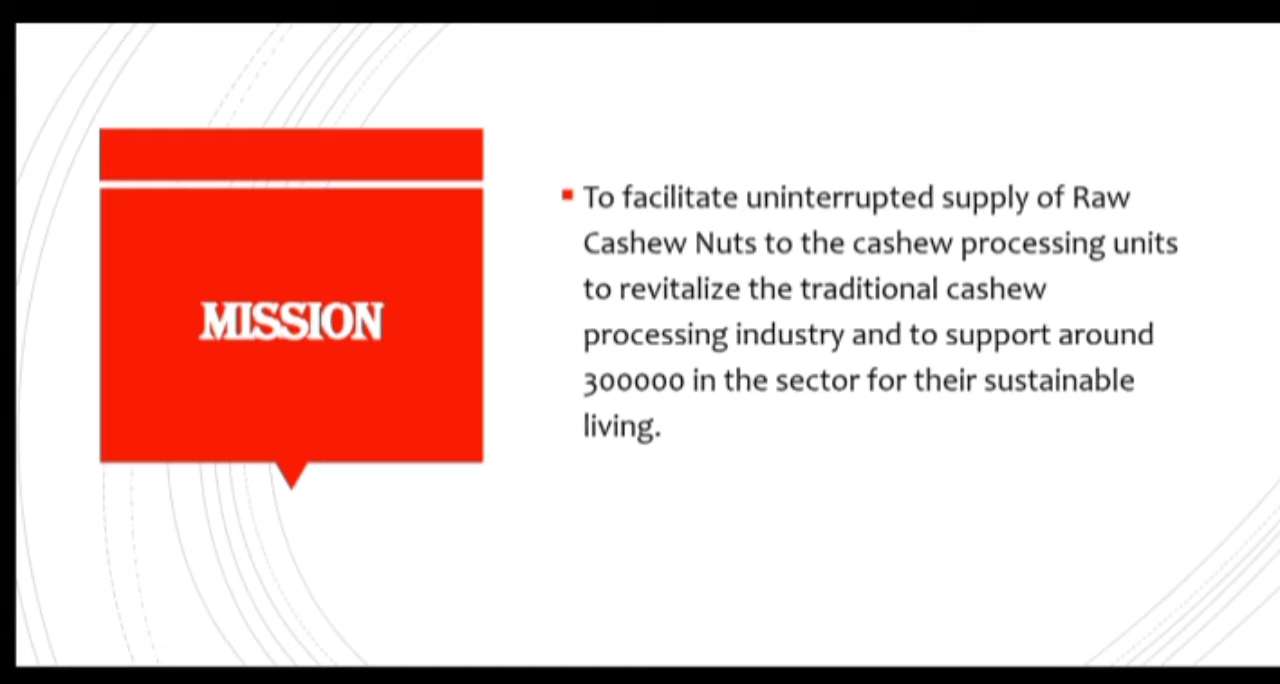 MISSION
To facilitate uninterrupted supply of Raw
Cashew Nuts to the cashew processing units
to revitalize the traditional cashew
processing industry and to support around
300000 in the sector for their sustainable
living.